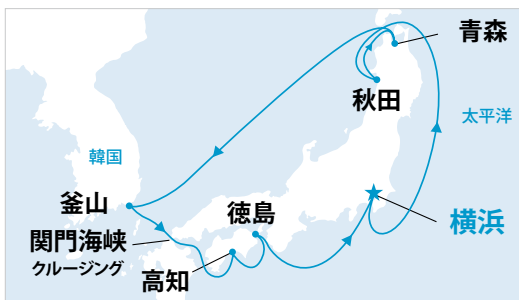 青森
秋田
太平洋
韓国
釜山
徳島
横浜
関門海峡
クルージング
高知